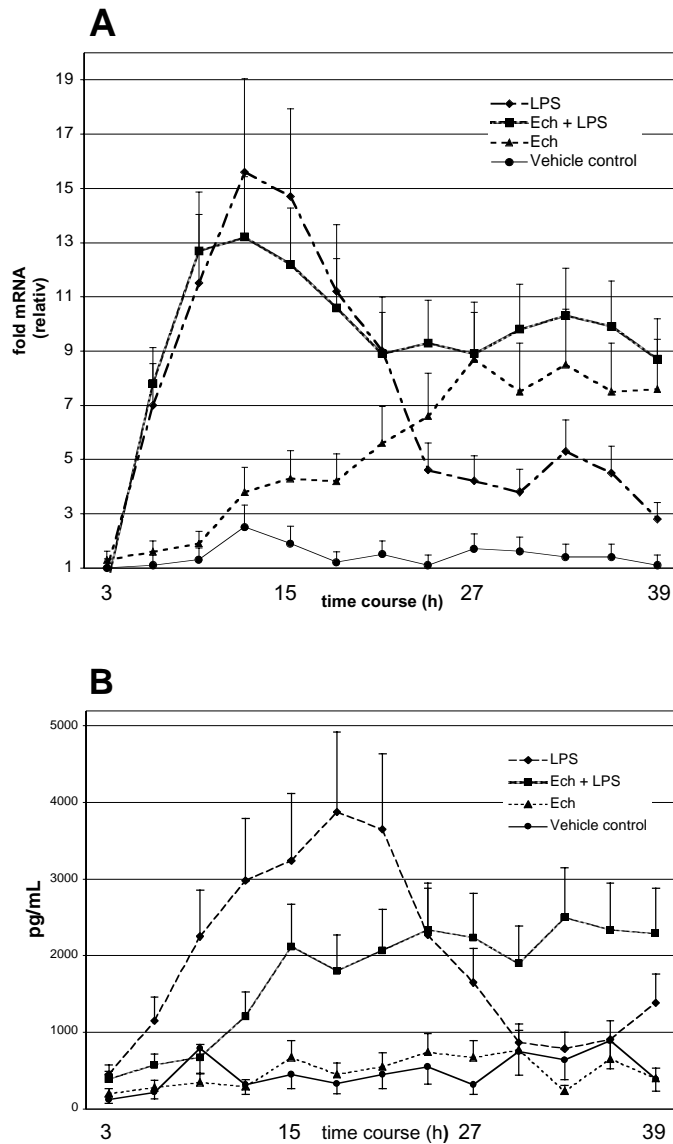 A
19
17
15
13
11
9
7
5
3
1
fold mRNA
(relativ)
LPS
Ech + LPS
Ech
Vehicle control
3
15
27
39
time course (h)
B
5000
4000
3000
2000
1000
0
pg/mL
LPS
Ech + LPS
Ech
Vehicle control
3
15
27
39
time course (h)